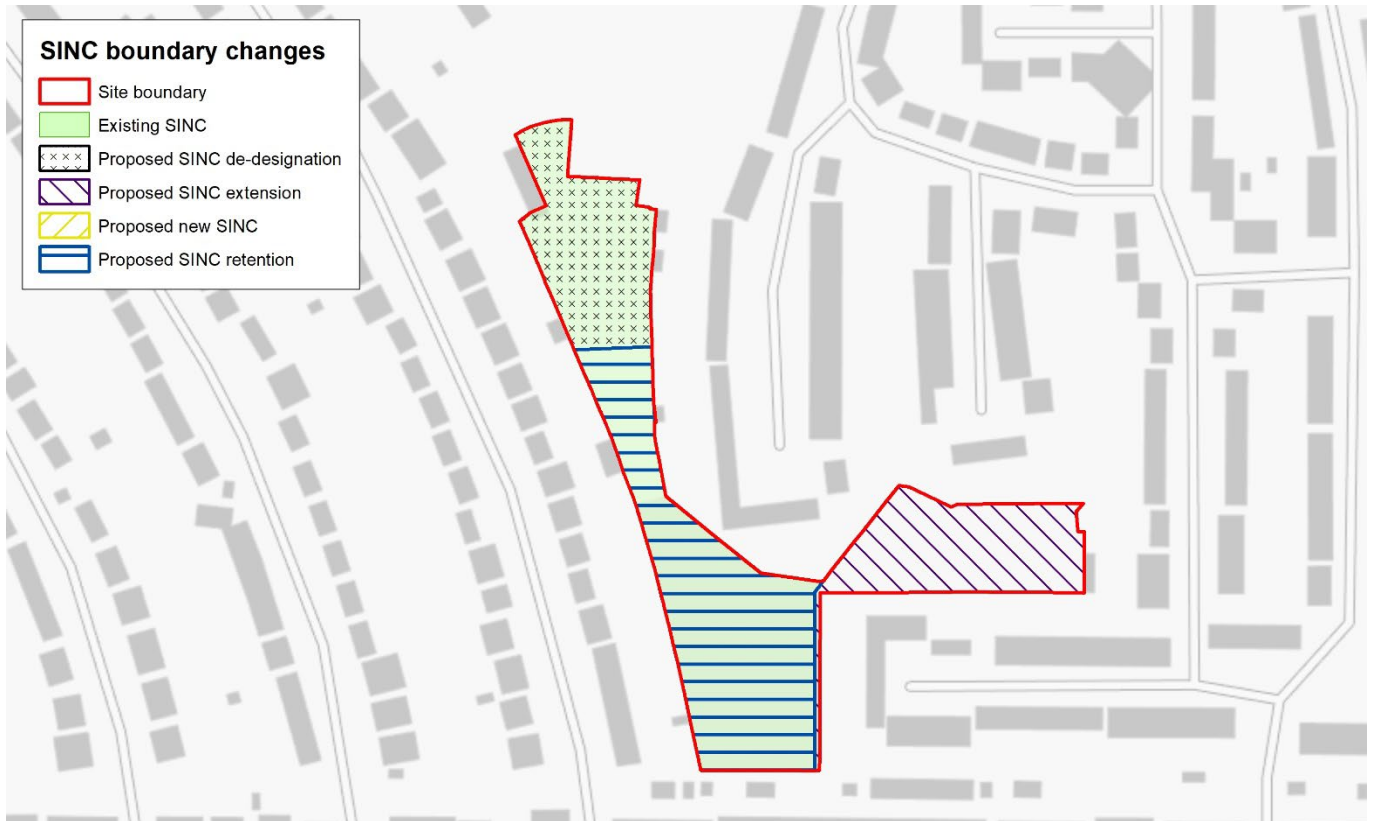 SINC boundary changes
Site boundary
Existing SINC
Proposed SINC de-designation
Proposed SINC extension
Proposed new SINC
Proposed SINC retention